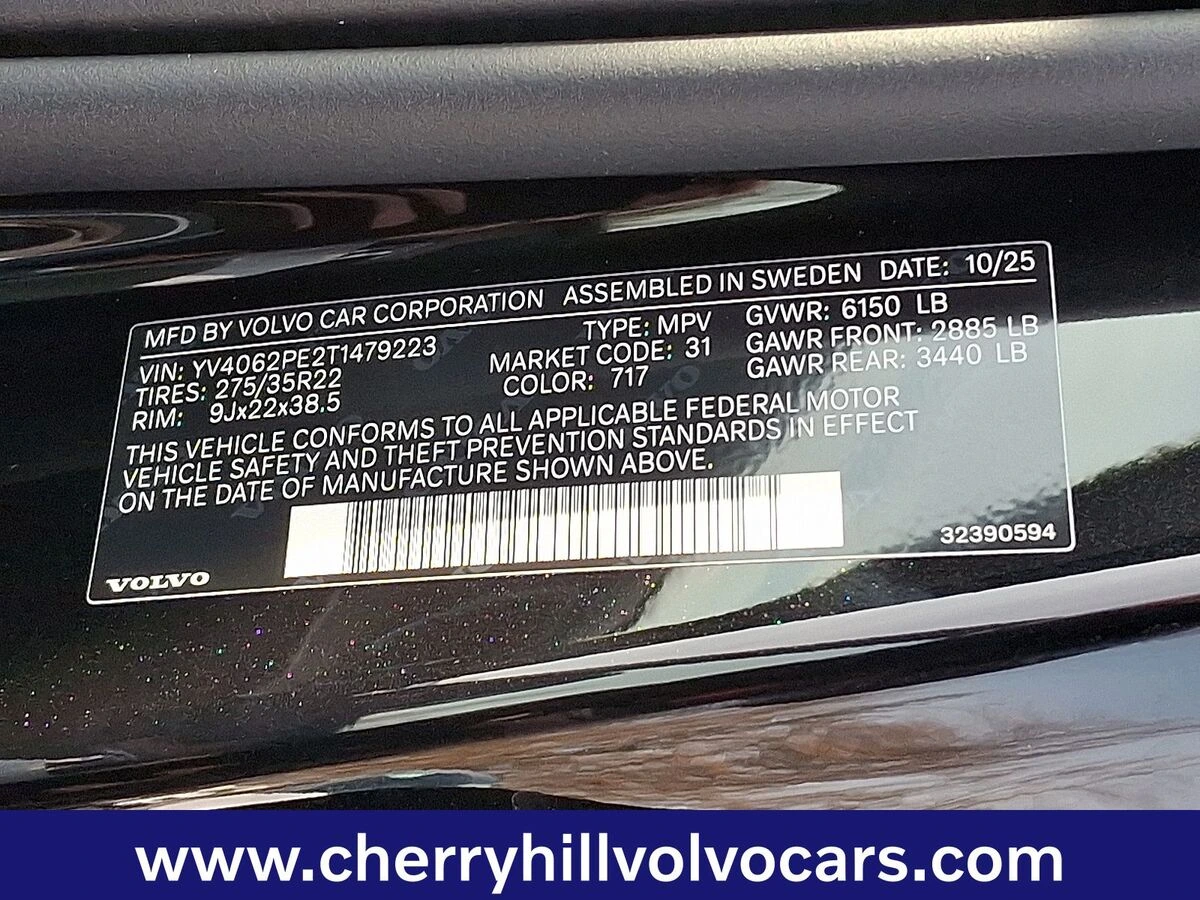 MFD BY VOLVO CAR CORPORATION ASSEMBLED IN SWEDEN DATE: 10/25
VIN: YV4062PE2T1479223 TYPE: MPV GVWR: 6150 LB
TIRES: 275/35R22 MARKET CODE: 31 GAWR FRONT: 2885 LB
RIM: 9Jx22x38.5 COLOR: 717 GAWR REAR: 3440 LB
THIS VEHICLE CONFORMS TO ALL APPLICABLE FEDERAL MOTOR
VEHICLE SAFETY AND THEFT PREVENTION STANDARDS IN EFFECT
ON THE DATE OF MANUFACTURE SHOWN ABOVE.
VOLVO 32390594
www.cherryhillvolvocars.com